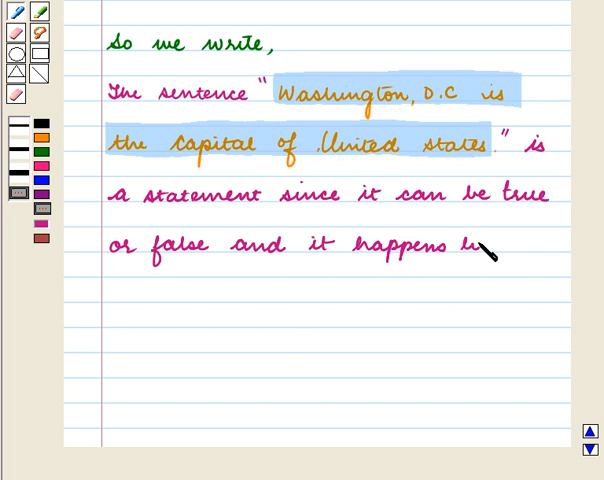 So we write,
The sentence "Washington, D.C is
the capital of United states." is
a statement since it can be true
or false and it happens